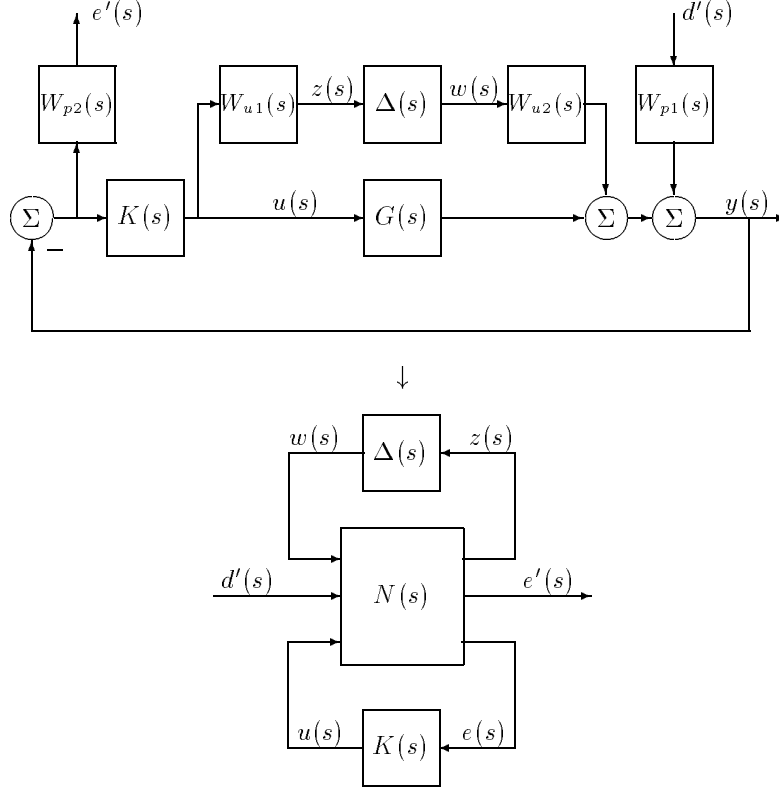 e′(s) d′(s)
W_{p2}(s) W_{u1}(s) z(s) Δ(s) w(s) W_{u2}(s) W_{p1}(s)
Σ K(s) u(s) G(s) Σ Σ y(s)
−
↓
w(s) Δ(s) z(s)
d′(s) N(s) e′(s)
u(s) K(s) e(s)